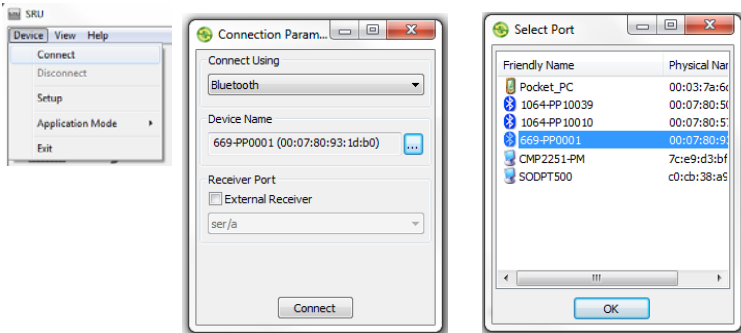 SRU
Device View Help
Connect
Disconnect
Setup
Application Mode
Exit
Connection Param...
Connect Using
Bluetooth
Device Name
669-PP0001 (00:07:80:93:1d:b0)
...
Receiver Port
External Receiver
ser/a
Connect
Select Port
Friendly Name Physical Nar
Pocket_PC 00:03:7a:6c
1064-PP10039 00:07:80:50
1064-PP10010 00:07:80:5
669-PP0001 00:07:80:9
CMP2251-PM 7c:e9:d3:bf
SODPT500 c0:cb:38:a9
OK